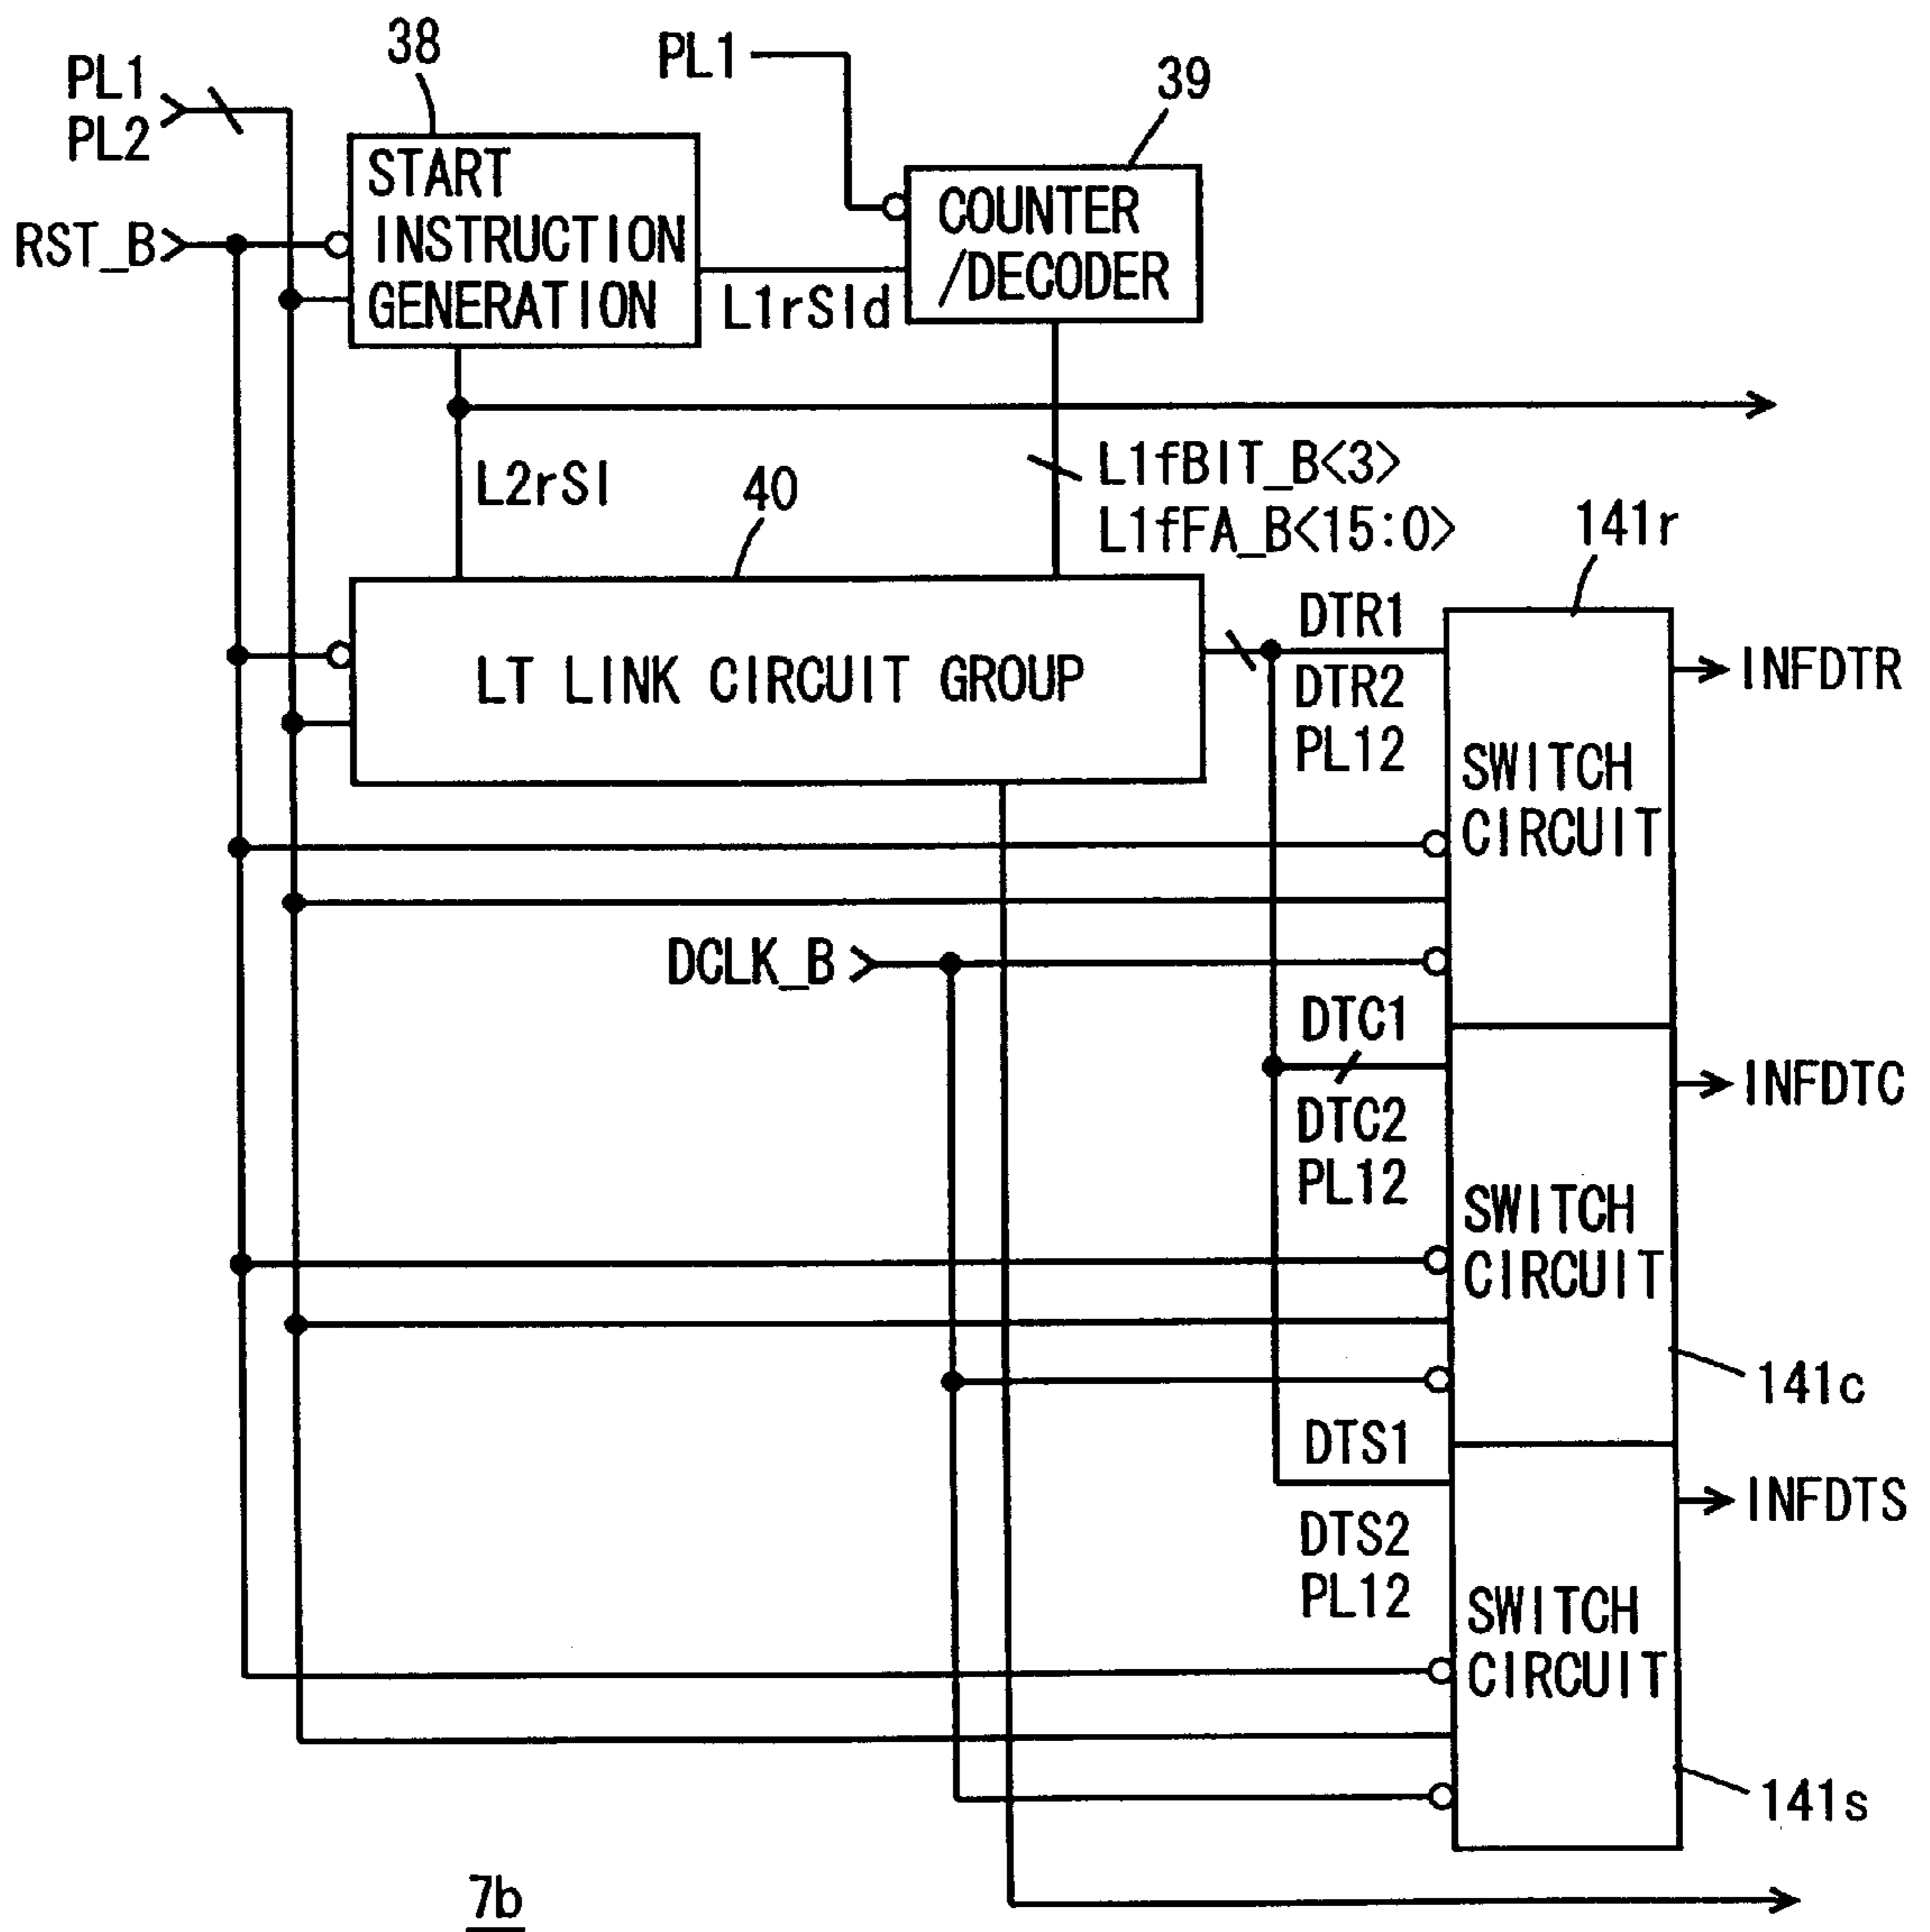 38
PL1
39
PL1
PL2
START
INSTRUCTION
GENERATION
COUNTER
/DECODER
RST_B
L1rSId
L2rSI
40
L1fBIT_B<3>
L1fFA_B<15:0>
141r
DTR1
DTR2
PL12
LT LINK CIRCUIT GROUP
SWITCH
CIRCUIT
INFDTR
DCLK_B
DTC1
DTC2
PL12
SWITCH
CIRCUIT
INFDTC
141c
DTS1
DTS2
PL12
SWITCH
CIRCUIT
INFDTS
141s
7b